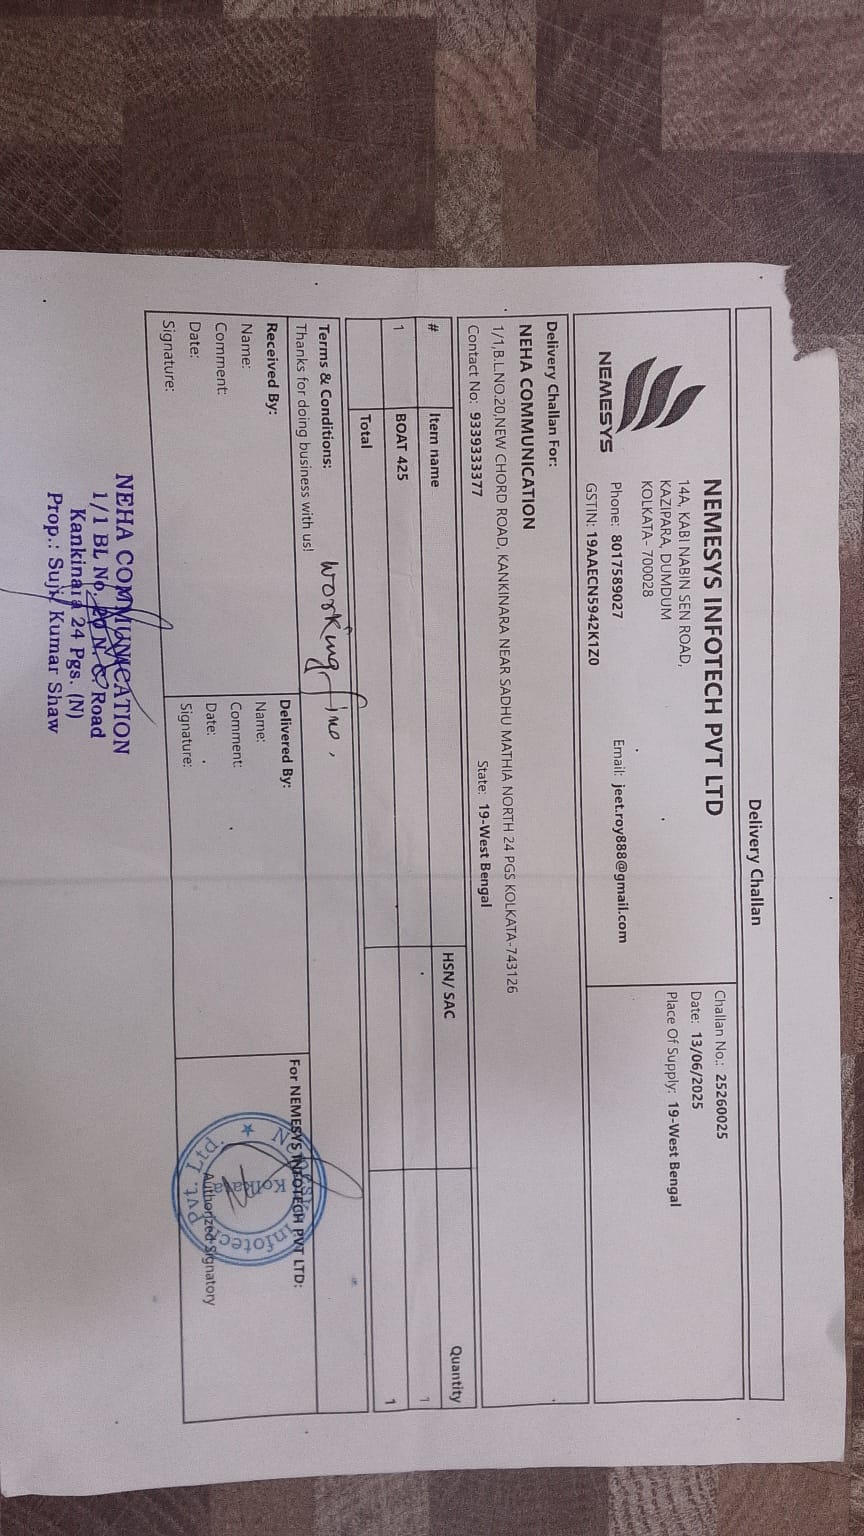 Delivery Challan
NEMESYS
NEMESYS INFOTECH PVT LTD
14A, KABI NABIN SEN ROAD,
KAZIPARA, DUMDUM
KOLKATA- 700028
Phone: 8017589027 Email: jeet.roy888@gmail.com
GSTIN: 19AAECN5942K1Z0
Challan No.: 25260025
Date: 13/06/2025
Place Of Supply: 19-West Bengal
Delivery Challan For:
NEHA COMMUNICATION
1/1,B.L.NO.20,NEW CHORD ROAD, KANKINARA NEAR SADHU MATHIA NORTH 24 PGS KOLKATA-743126
Contact No: 9339333377 State: 19-West Bengal
# Item name HSN/ SAC Quantity
1 BOAT 425 1
Total 1
Terms & Conditions:
Thanks for doing business with us!
Working fine.
Received By:
Name:
Comment:
Date:
Signature:
Delivered By:
Name:
Comment:
Date:
Signature:
For NEMESYS INFOTECH PVT LTD:
Infotech Pvt. Ltd.
Kolkata
Authorized Signatory
NEHA COMMUNICATION
1/1 BL No. 20 N. C. Road
Kankinara 24 Pgs. (N)
Prop.: Sujit Kumar Shaw